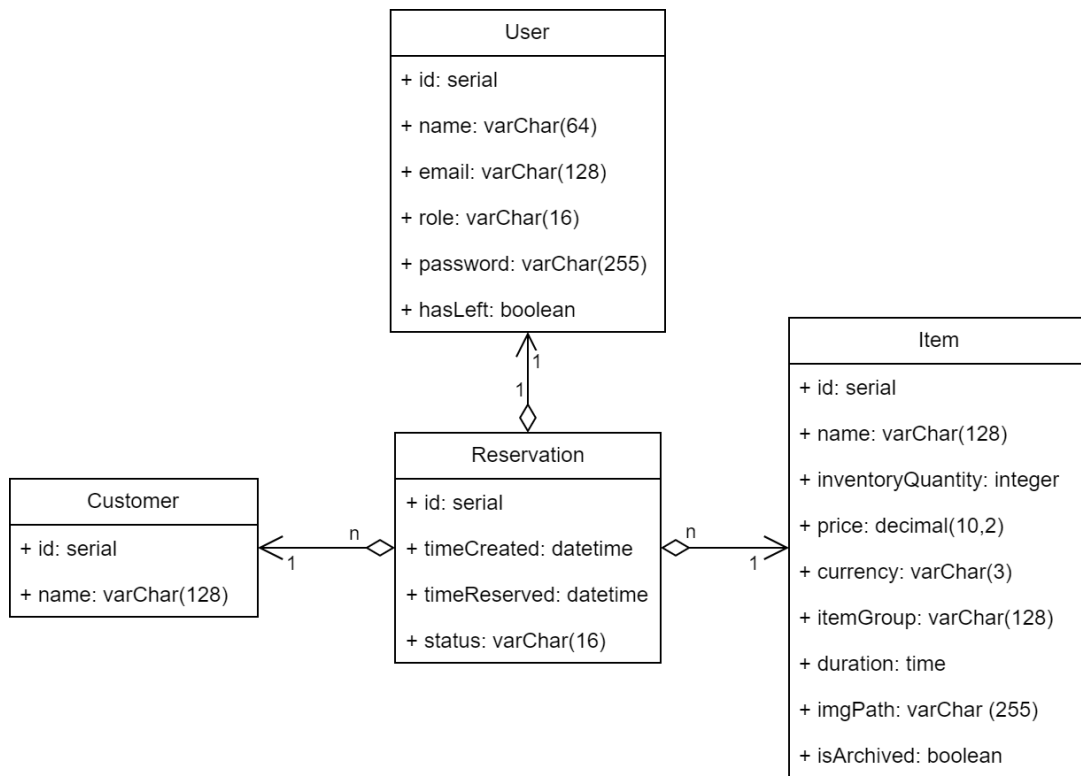 User
+ id: serial
+ name: varChar(64)
+ email: varChar(128)
+ role: varChar(16)
+ password: varChar(255)
+ hasLeft: boolean
1
1
Reservation
+ id: serial
+ timeCreated: datetime
+ timeReserved: datetime
+ status: varChar(16)
n
1
Customer
+ id: serial
+ name: varChar(128)
n
1
Item
+ id: serial
+ name: varChar(128)
+ inventoryQuantity: integer
+ price: decimal(10,2)
+ currency: varChar(3)
+ itemGroup: varChar(128)
+ duration: time
+ imgPath: varChar (255)
+ isArchived: boolean